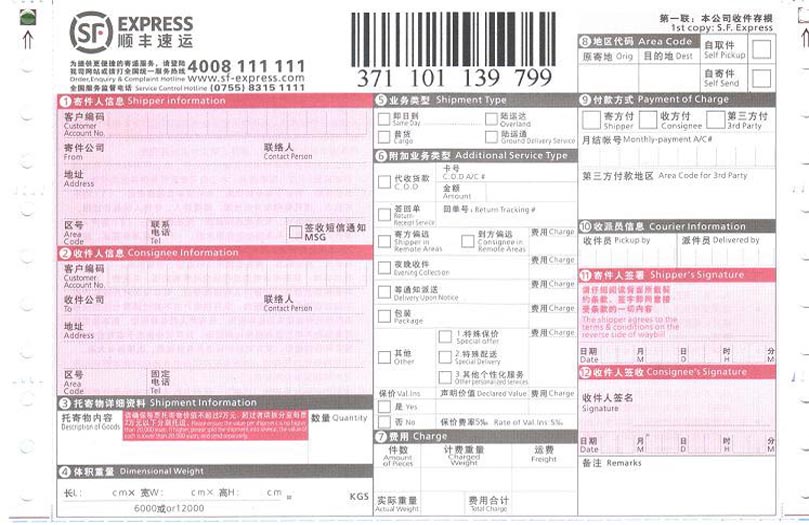 SF EXPRESS
顺丰速运
为提供更便捷的寄递服务，请登陆
我司网站或拨打全国统一服务热线 4008 111 111
Order,Enquiry & Complaint Hotline www.sf-express.com
全国服务监督电话 Service Control Hotline (0755) 8315 1111
371 101 139 799
第一联：本公司收件存根
1st copy: S.F. Express
① 寄件人信息 Shipper information
客户编码
Customer
Account No.
寄件公司 联络人
From Contact Person
地址
Address
区号 联系
Area 电话 签收短信通知
Code Tel MSG
② 收件人信息 Consignee Information
客户编码
Customer
Account No.
收件公司 联络人
To Contact Person
地址
Address
区号 固定
Area 电话
Code Tel
③ 托寄物详细资料 Shipment Information
托寄物内容 数量 Quantity
Description of Goods
④ 体积重量 Dimensional Weight
长L: cm× 宽W: cm× 高H: cm = KGS
6000或or12000
⑤ 业务类型 Shipment Type
即日到 陆运达
Same Day Overland
普货 陆运通
Cargo Ground Delivery Service
⑥ 附加业务类型 Additional Service Type
代收货款 卡号
C.O.D C.O.D A/C #
金额
Amount
签回单 回单号: Return Tracking #
Return
Receipt Service
寄方偏远 到方偏远 费用 Charge
Shipper in Consignee in
Remote Areas Remote Areas
夜晚收件 费用 Charge
Evening Collection
等通知派送 费用 Charge
Delivery Upon Notice
包装 费用 Charge
Package
1.特殊保价 费用 Charge
Special offer
其他 2.特殊配送
Other Special Delivery
3.其他个性化服务
Other personalized services
保价 Val.Ins 声明价值 Declared Value 费用 Charge
是 Yes
否 No 保价费率5‰ Rate of Val.Ins 5‰
⑦ 费用 Charge
件数 计费重量 运费
Amount Charged Freight
of Pieces Weight
实际重量 费用合计
Actual Weight Total Charge
⑧ 地区代码 Area Code 自取件
原寄地 Orig 目的地 Dest Self Pickup
自寄件
Self Send
⑨ 付款方式 Payment of Charge
寄方付 收方付 第三方付
Shipper Consignee 3rd Party
月结帐号 Monthly-payment A/C#
第三方付款地区 Area Code for 3rd Party
⑩ 收派员信息 Courier Information
收件员 Pickup by 派件员 Delivered by
⑪ 寄件人签署 Shipper's Signature
请仔细阅读背面所载契
约条款，签字即同意接
受条款的一切内容
The shipper agrees to the
terms & conditions on the
reverse side of waybill
日期 月 日 时 分
Date M D H M
⑫ 收件人签收 Consignee's Signature
收件人签名
Signature
日期 月 日 时 分
Date M D H M
备注 Remarks